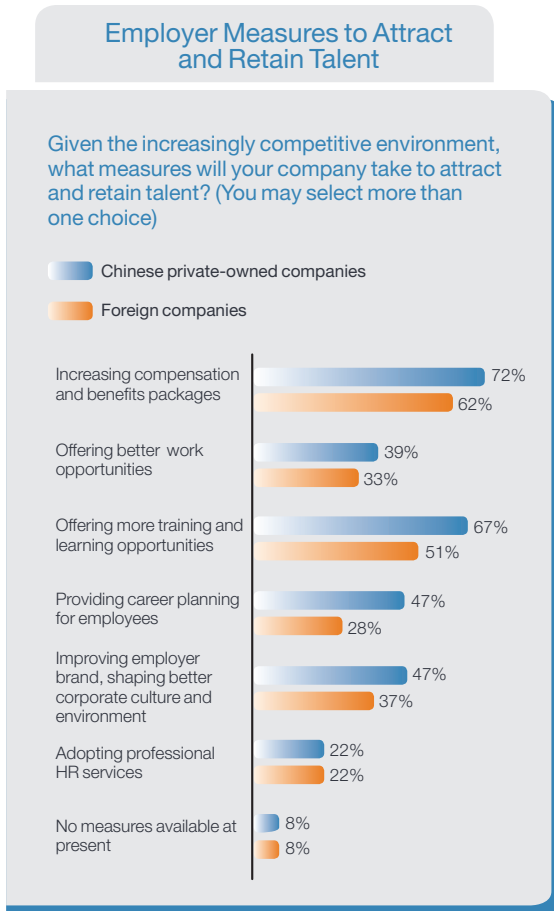 Employer Measures to Attract
and Retain Talent
Given the increasingly competitive environment,
what measures will your company take to attract
and retain talent? (You may select more than
one choice)
Chinese private-owned companies
Foreign companies
Increasing compensation
and benefits packages
72%
62%
Offering better work
opportunities
39%
33%
Offering more training and
learning opportunities
67%
51%
Providing career planning
for employees
47%
28%
Improving employer
brand, shaping better
corporate culture and
environment
47%
37%
Adopting professional
HR services
22%
22%
No measures available at
present
8%
8%